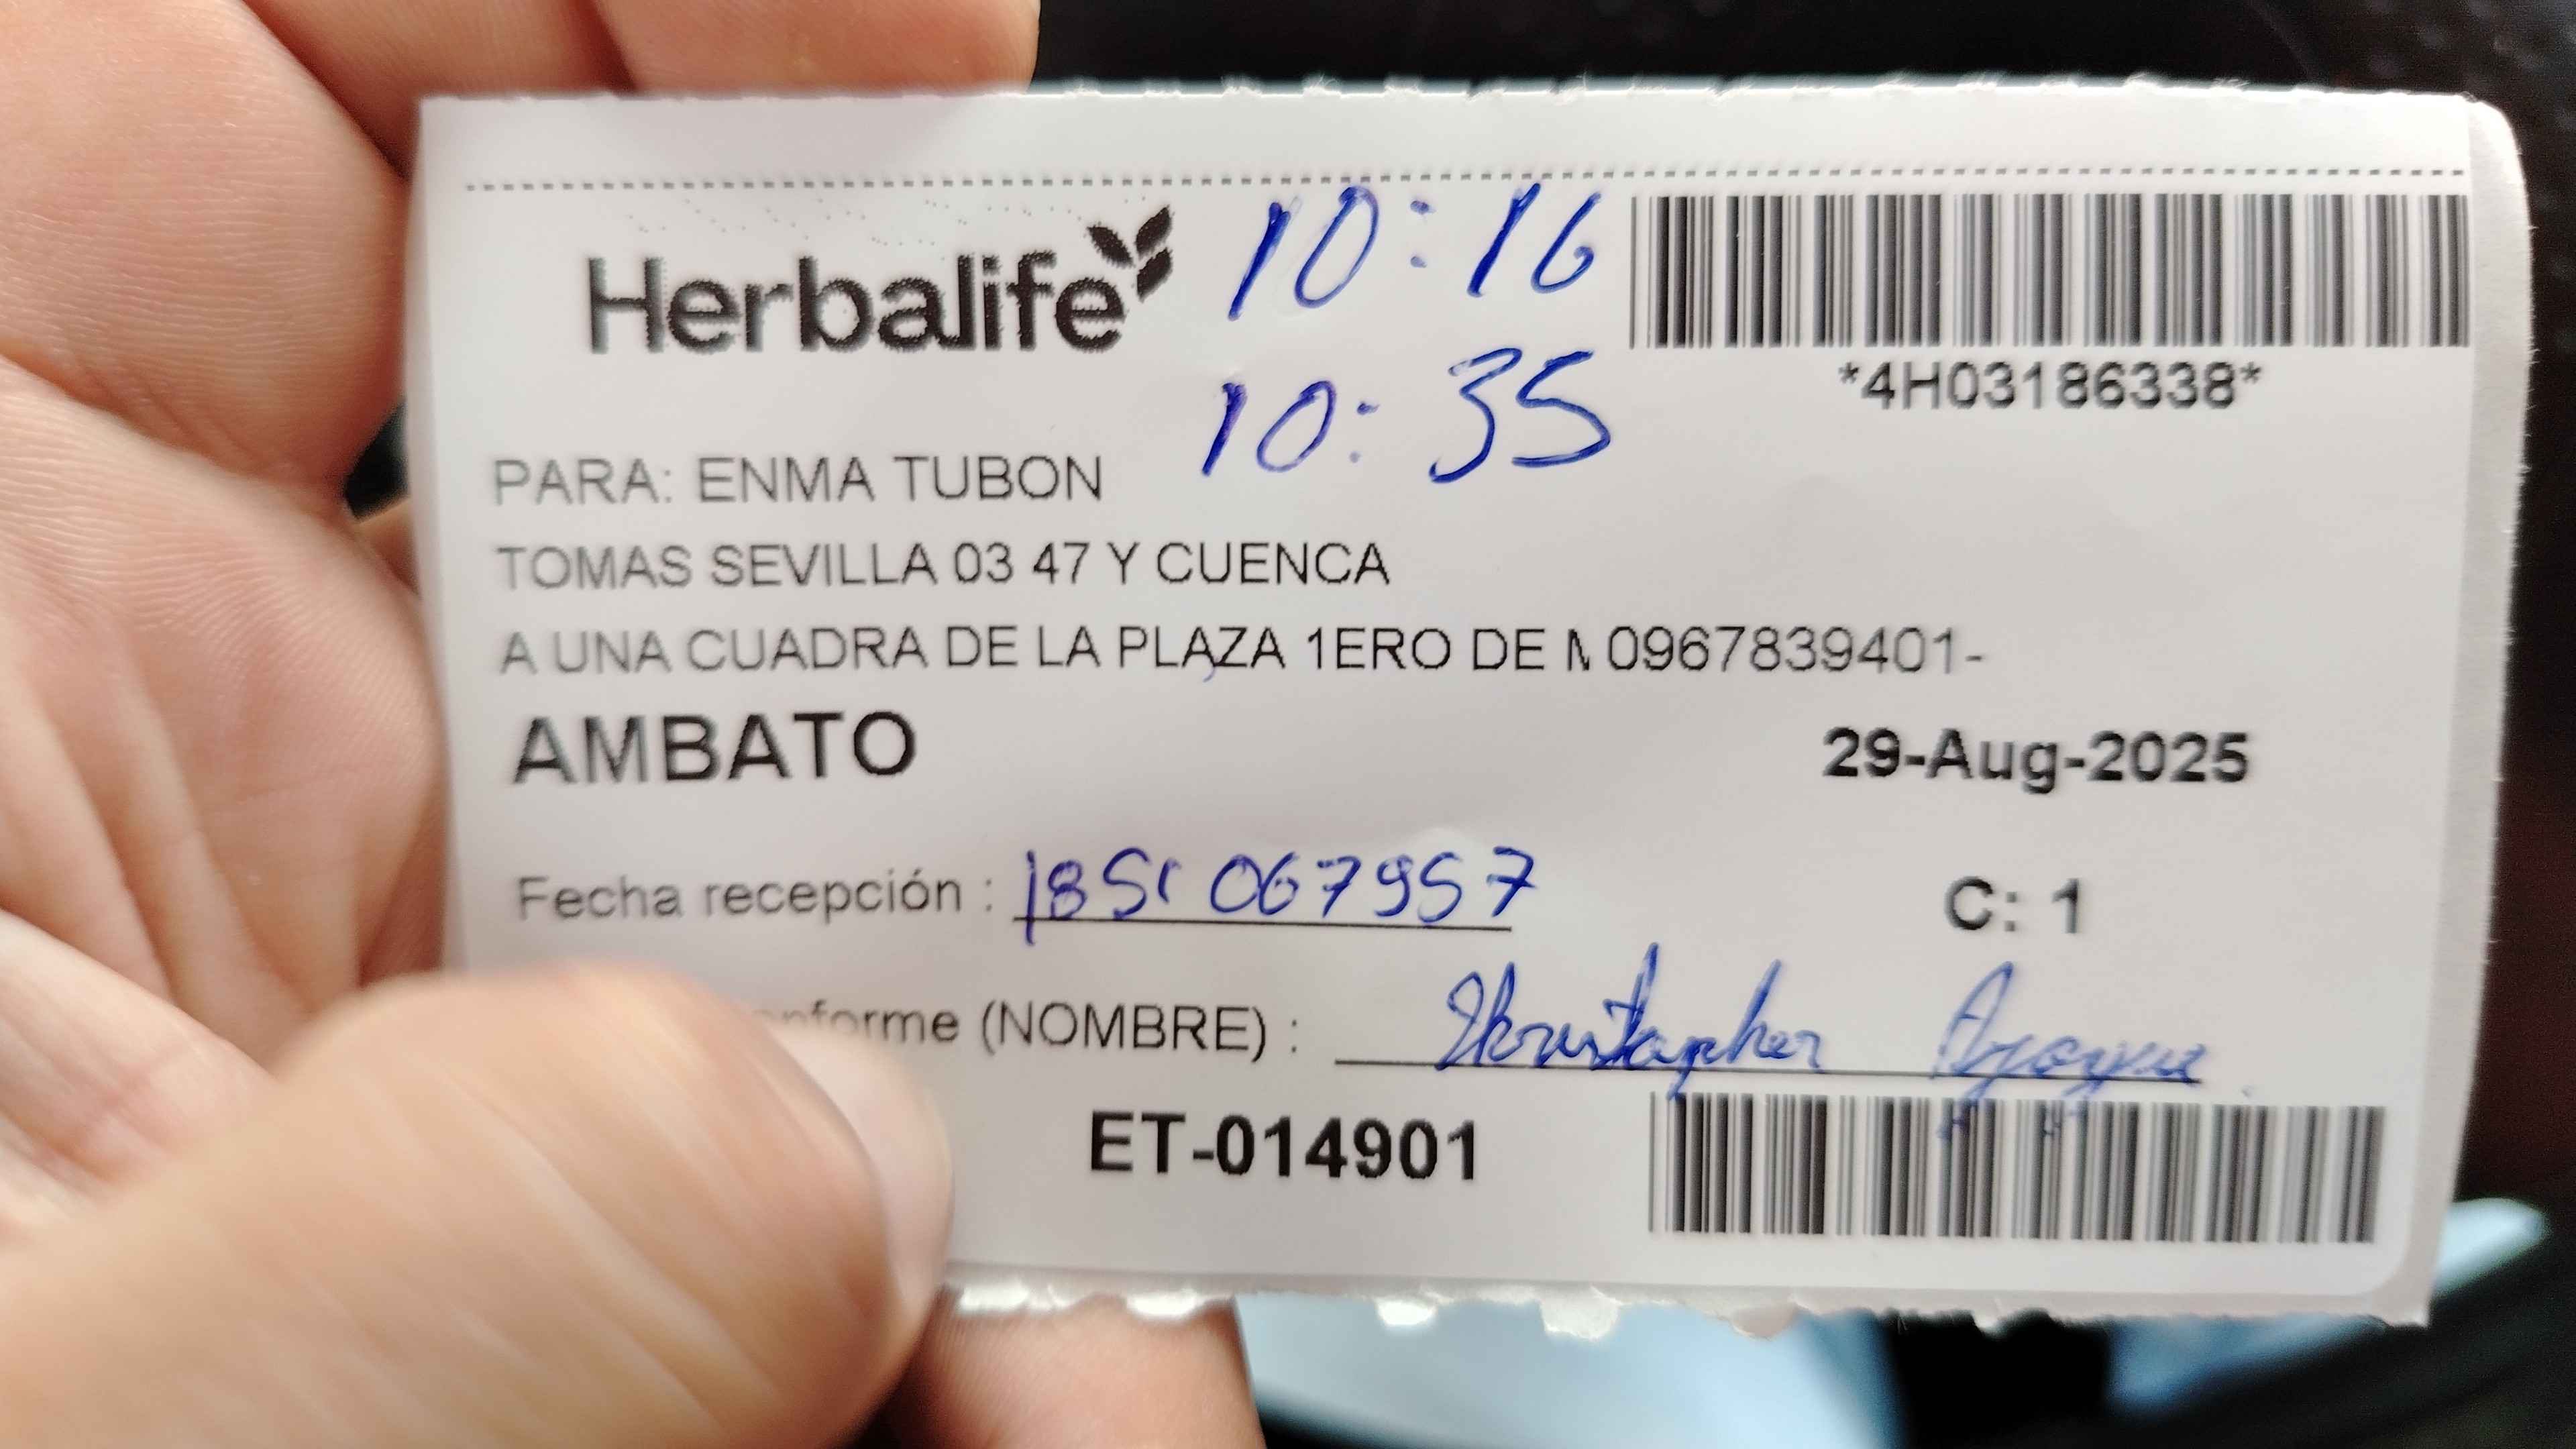 Herbalife
10:16
*4H03186338*
10:35
PARA: ENMA TUBON
TOMAS SEVILLA 03 47 Y CUENCA
A UNA CUADRA DE LA PLAZA 1ERO DE M 0967839401-
AMBATO
29-Aug-2025
Fecha recepción : 1851067957
C: 1
(NOMBRE) :
ET-014901